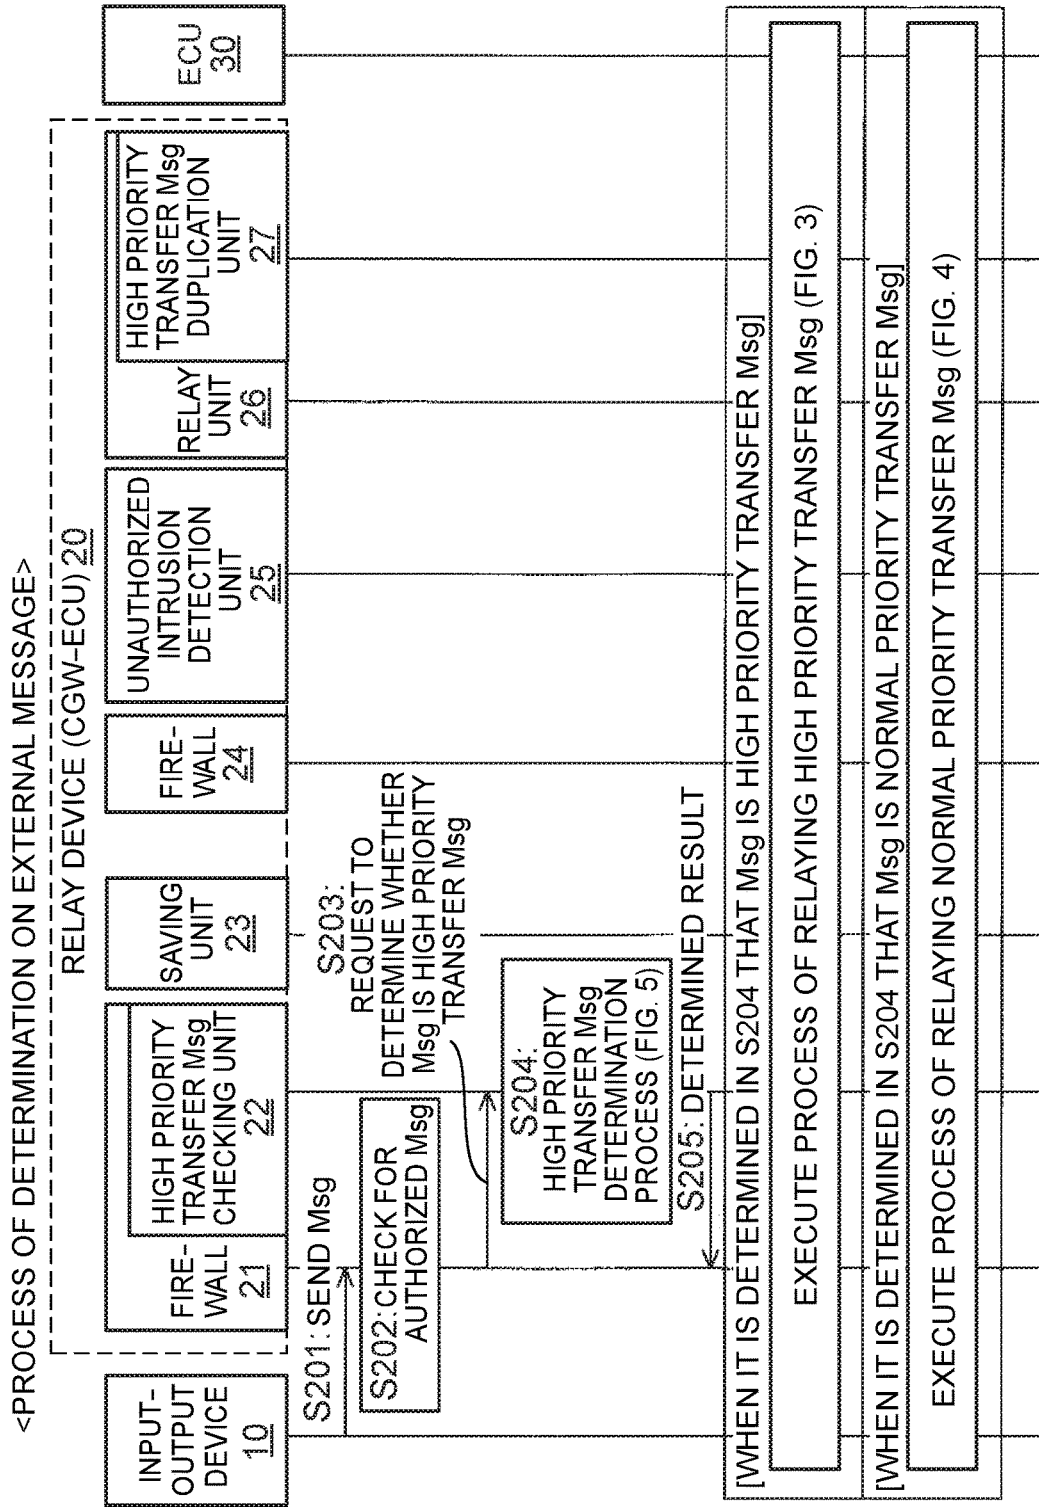 <PROCESS OF DETERMINATION ON EXTERNAL MESSAGE>
RELAY DEVICE (CGW-ECU) 20
INPUT-
OUTPUT
DEVICE
10
FIRE-
WALL
21
HIGH PRIORITY
TRANSFER Msg
CHECKING UNIT
22
SAVING
UNIT
23
FIRE-
WALL
24
UNAUTHORIZED
INTRUSION
DETECTION
UNIT
25
RELAY
UNIT
26
HIGH PRIORITY
TRANSFER Msg
DUPLICATION
UNIT
27
ECU
30
S201: SEND Msg
S202: CHECK FOR
AUTHORIZED Msg
S203:
REQUEST TO
DETERMINE WHETHER
Msg IS HIGH PRIORITY
TRANSFER Msg
S204:
HIGH PRIORITY
TRANSFER Msg
DETERMINATION
PROCESS (FIG. 5)
S205: DETERMINED RESULT
[WHEN IT IS DETERMINED IN S204 THAT Msg IS HIGH PRIORITY TRANSFER Msg]
EXECUTE PROCESS OF RELAYING HIGH PRIORITY TRANSFER Msg (FIG. 3)
[WHEN IT IS DETERMINED IN S204 THAT Msg IS NORMAL PRIORITY TRANSFER Msg]
EXECUTE PROCESS OF RELAYING NORMAL PRIORITY TRANSFER Msg (FIG. 4)